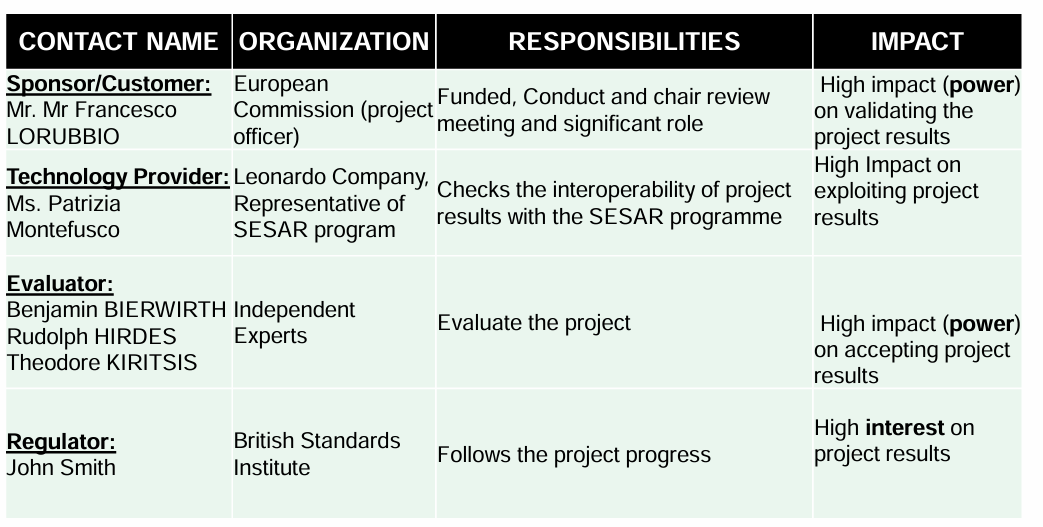 CONTACT NAME ORGANIZATION RESPONSIBILITIES IMPACT
Sponsor/Customer:
Mr. Mr Francesco
LORUBBIO
European
Commission (project
officer)
Funded, Conduct and chair review
meeting and significant role
High impact (power)
on validating the
project results
Technology Provider:
Ms. Patrizia
Montefusco
Leonardo Company,
Representative of
SESAR program
Checks the interoperability of project
results with the SESAR programme
High Impact on
exploiting project
results
Evaluator:
Benjamin BIERWIRTH
Rudolph HIRDES
Theodore KIRITSIS
Independent
Experts
Evaluate the project
High impact (power)
on accepting project
results
Regulator:
John Smith
British Standards
Institute
Follows the project progress
High interest on
project results